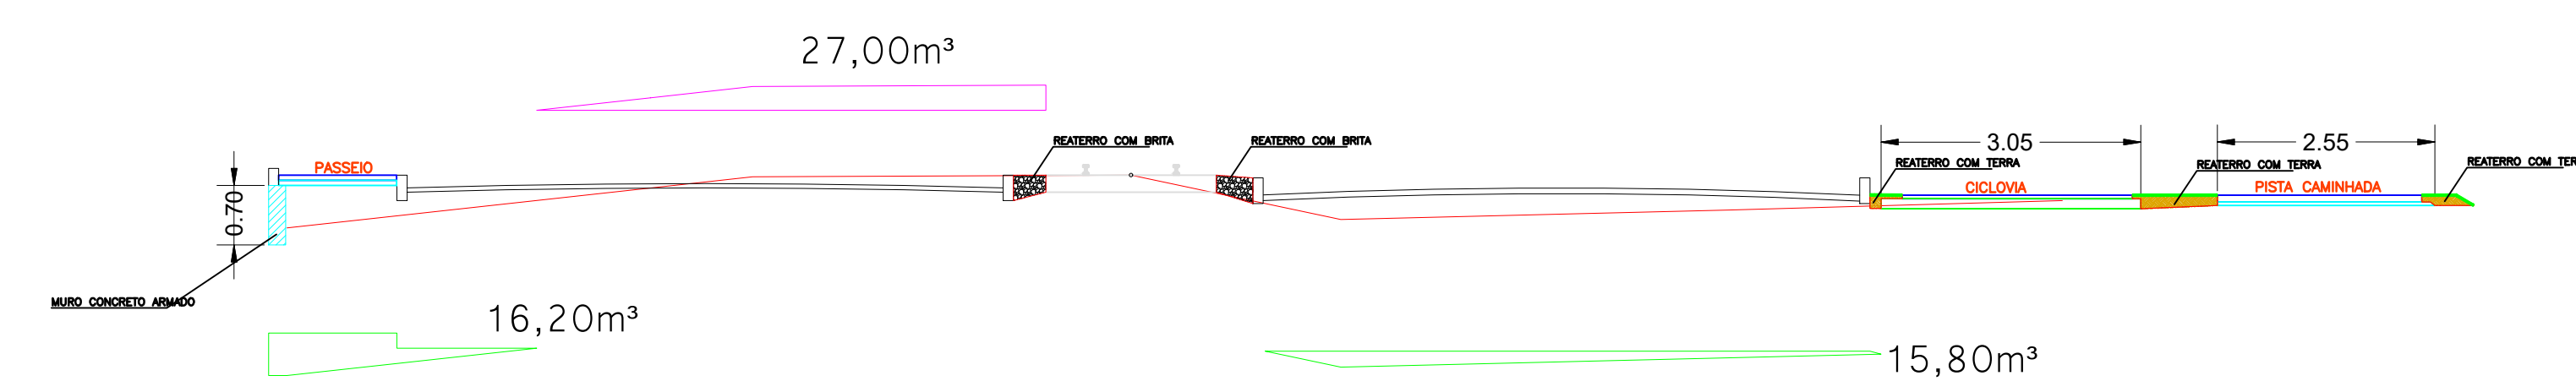 27,00m³
REATERRO COM BRITA
REATERRO COM BRITA
3.05
2.55
PASSEIO
REATERRO COM TERRA
REATERRO COM TERRA
REATERRO COM TER
CICLOVIA
PISTA CAMINHADA
0.70
MURO CONCRETO ARMADO
16,20m³
15,80m³